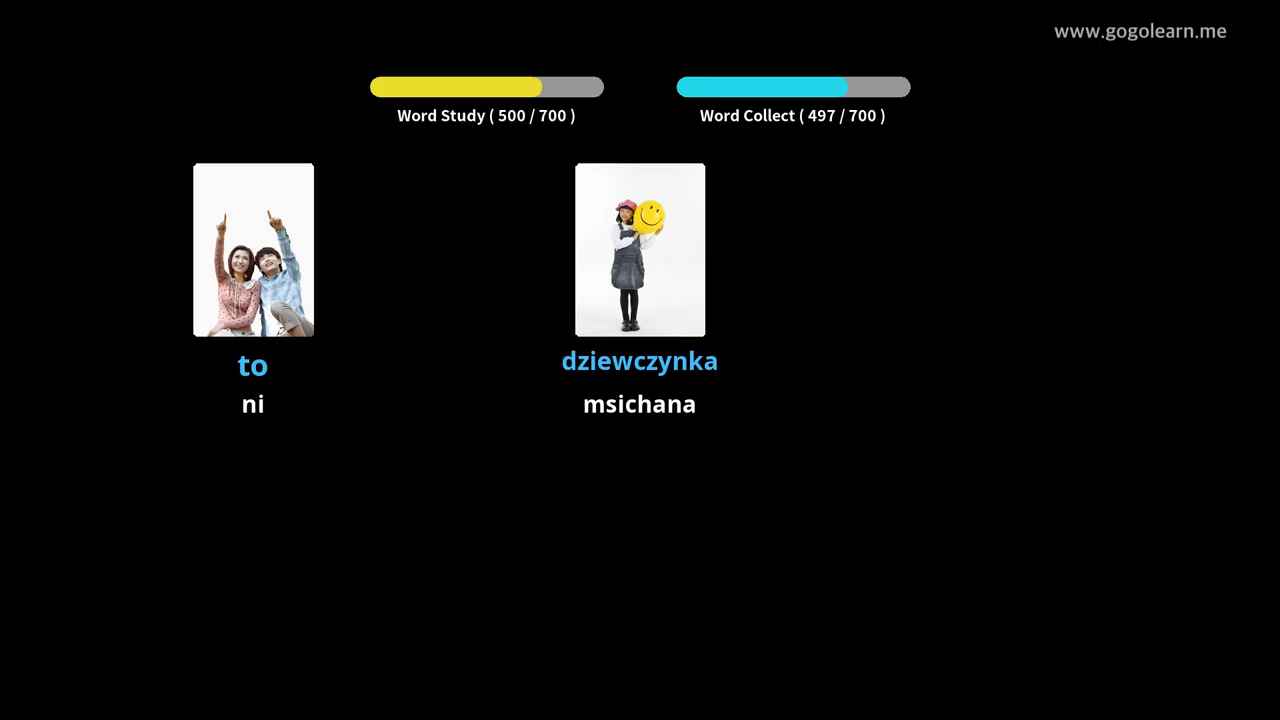 www.gogolearn.me
Word Study ( 500 / 700 )
Word Collect ( 497 / 700 )
to
ni
dziewczynka
msichana